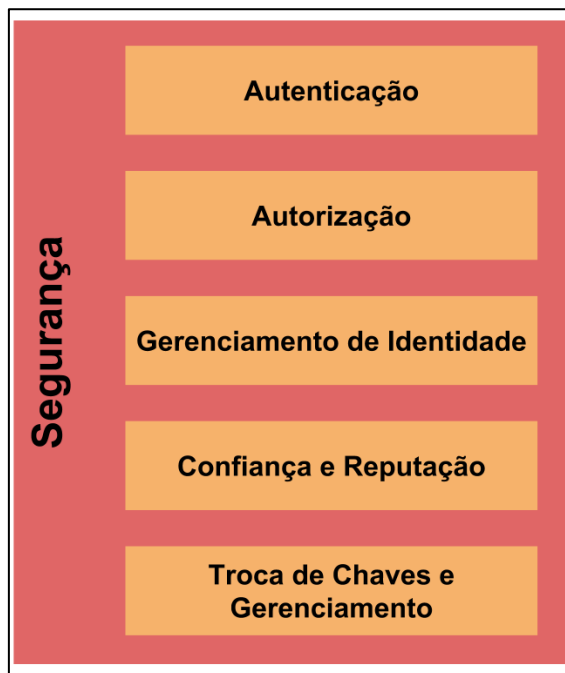 Segurança
Autenticação
Autorização
Gerenciamento de Identidade
Confiança e Reputação
Troca de Chaves e
Gerenciamento